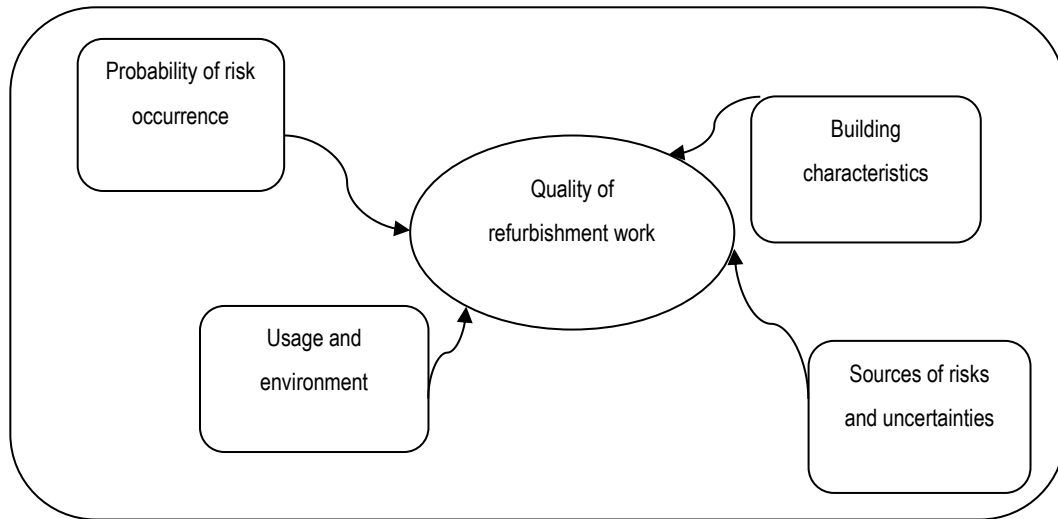 Probability of risk
occurrence
Building
characteristics
Quality of
refurbishment work
Usage and
environment
Sources of risks
and uncertainties